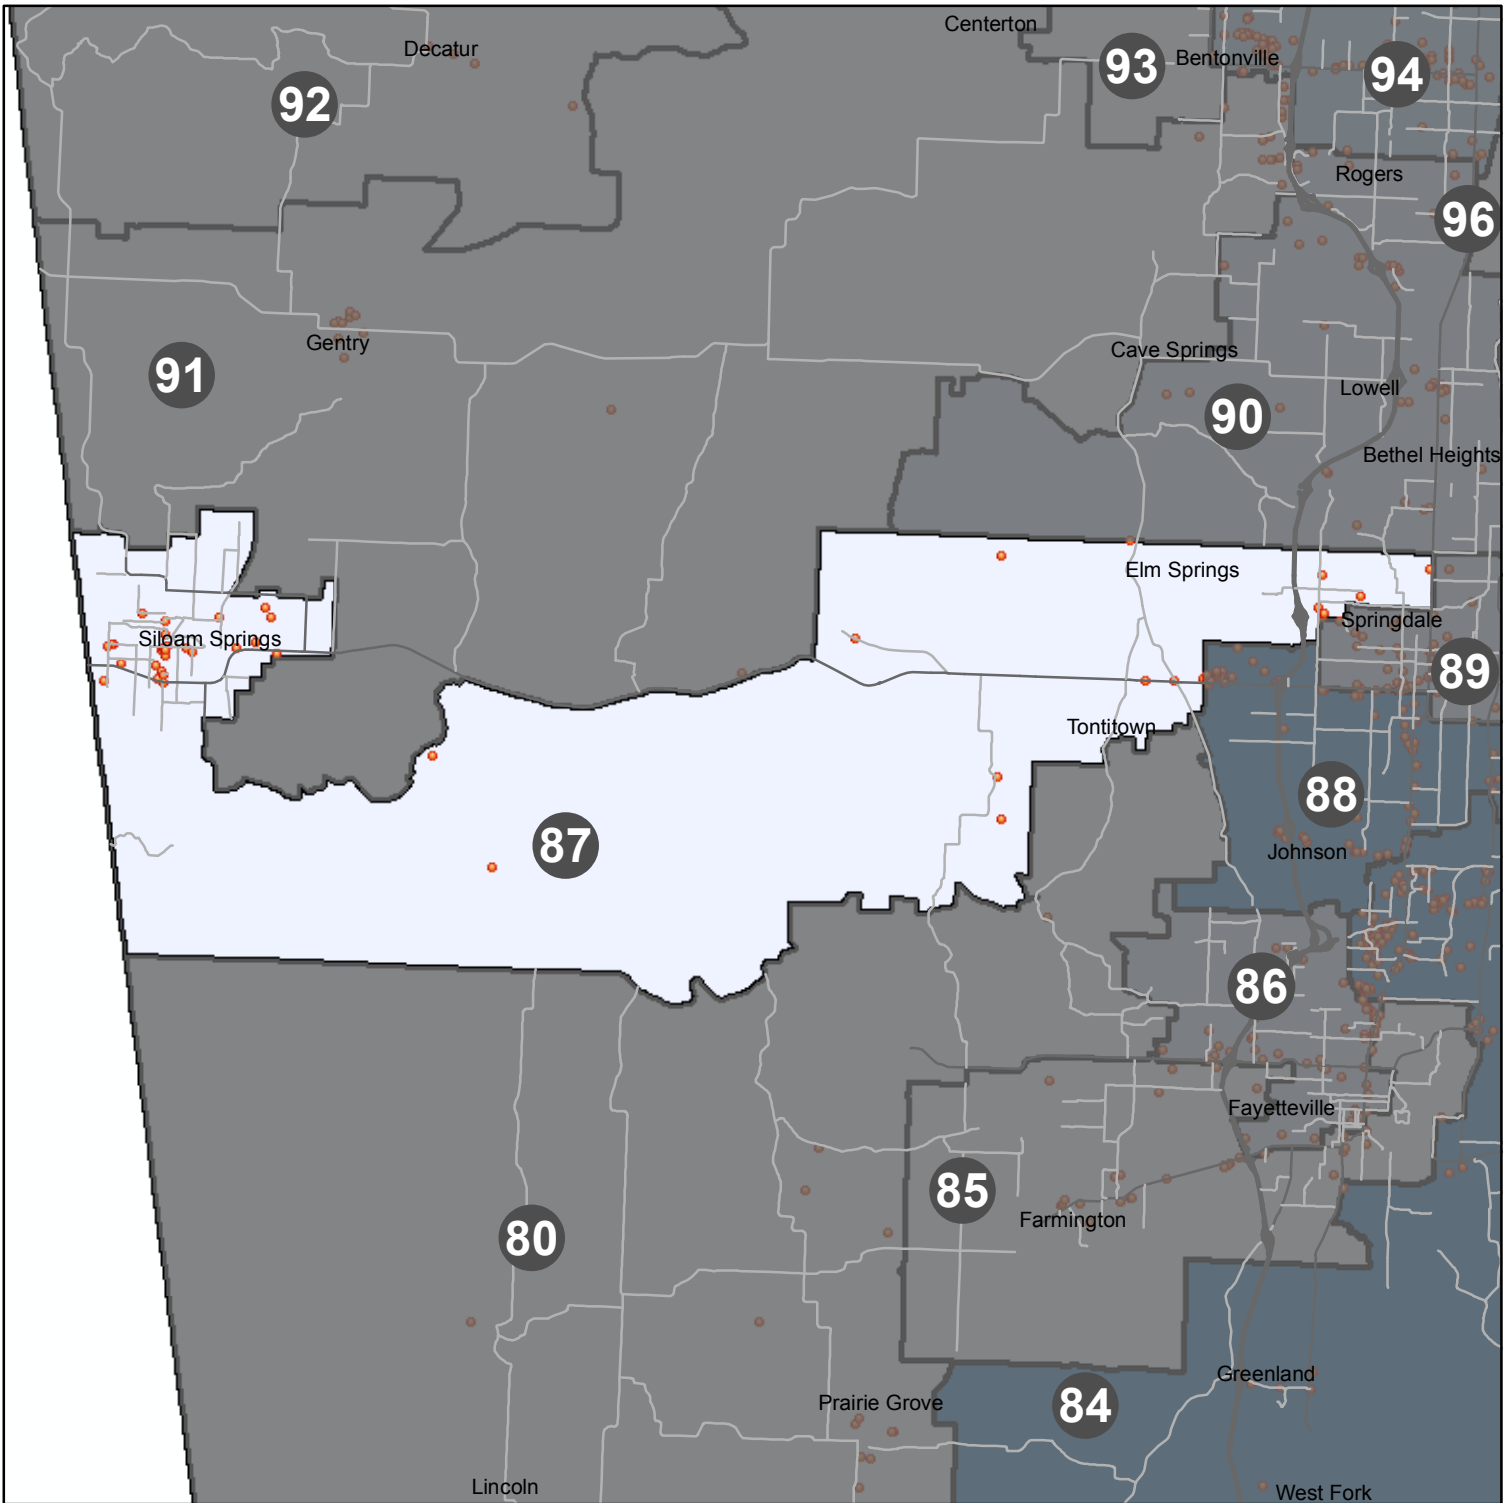 Centerton
Decatur
Bentonville
93
94
92
Rogers
96
Gentry
Cave Springs
91
Lowell
90
Bethel Heights
Elm Springs
Springdale
Siloam Springs
89
Tontitown
88
87
Johnson
86
Fayetteville
85
Farmington
80
Greenland
Prairie Grove
84
Lincoln
West Fork